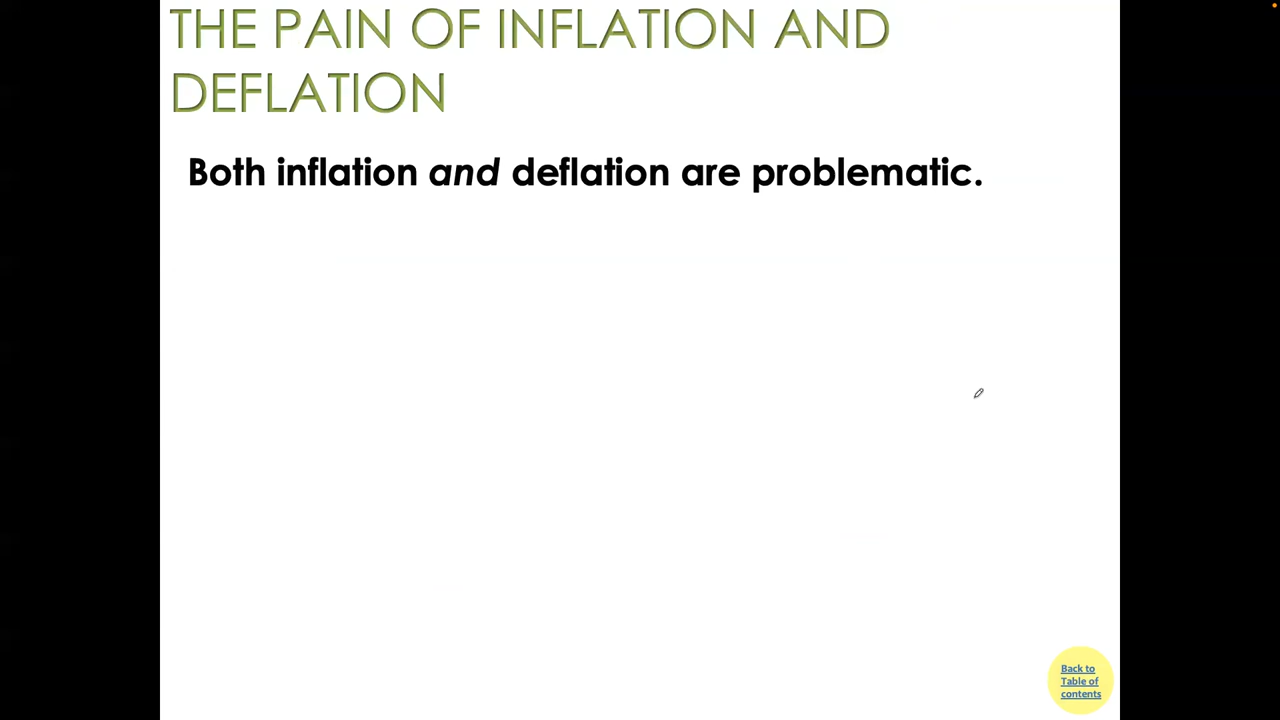 THE PAIN OF INFLATION AND
DEFLATION
Both inflation and deflation are problematic.
Back to
Table of
contents